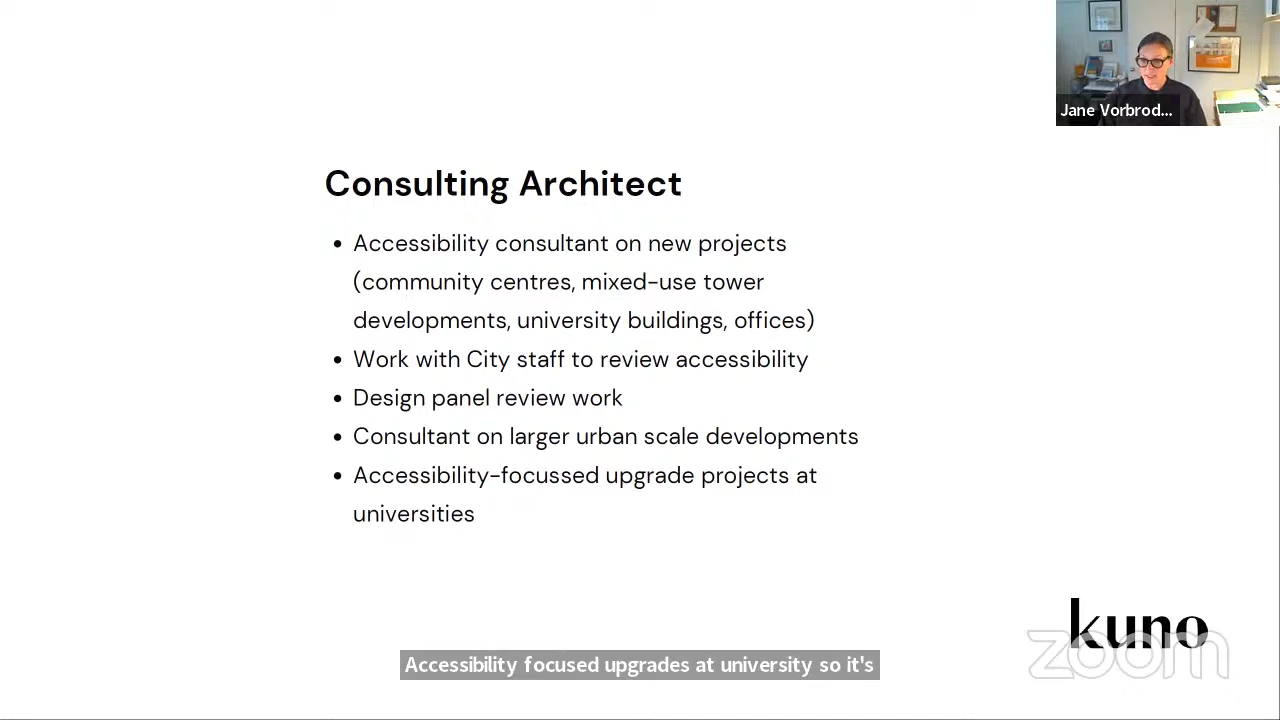 Jane Vorbrod...
Consulting Architect
• Accessibility consultant on new projects
(community centres, mixed-use tower
developments, university buildings, offices)
• Work with City staff to review accessibility
• Design panel review work
• Consultant on larger urban scale developments
• Accessibility-focussed upgrade projects at
universities
kuno
zoom
Accessibility focused upgrades at university so it's